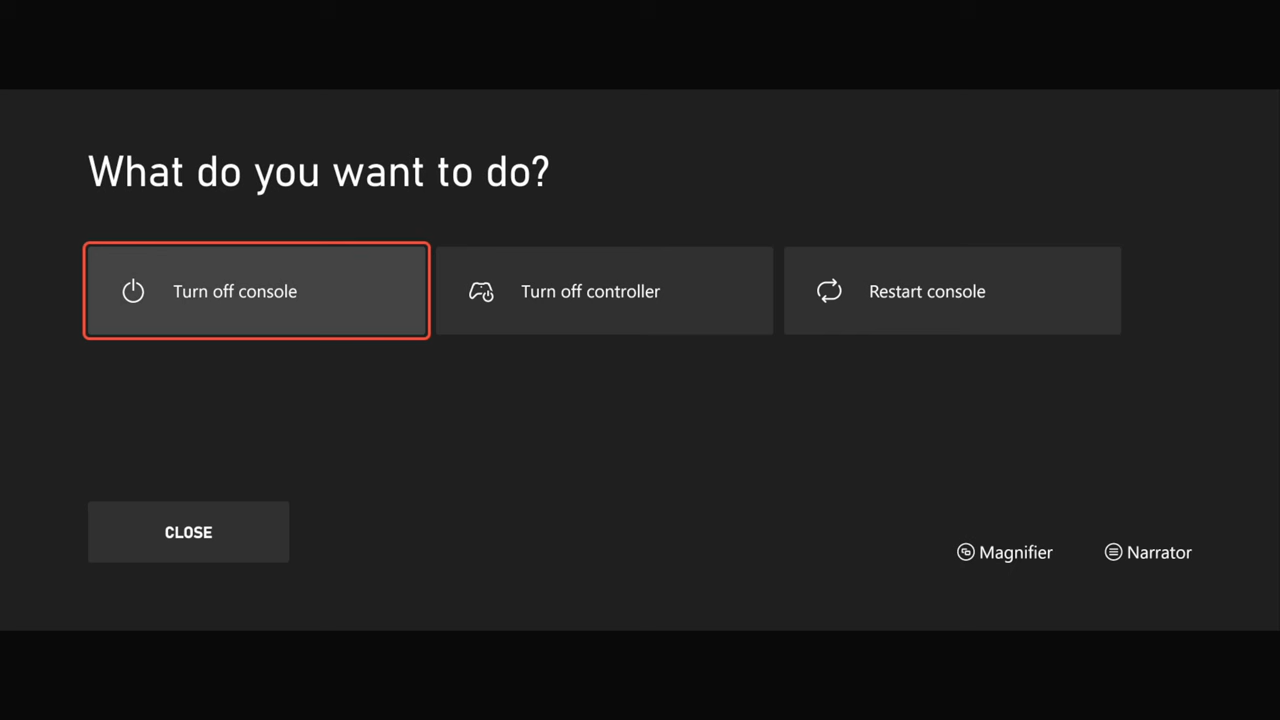 What do you want to do?
Turn off console
Turn off controller
Restart console
CLOSE
Magnifier
Narrator